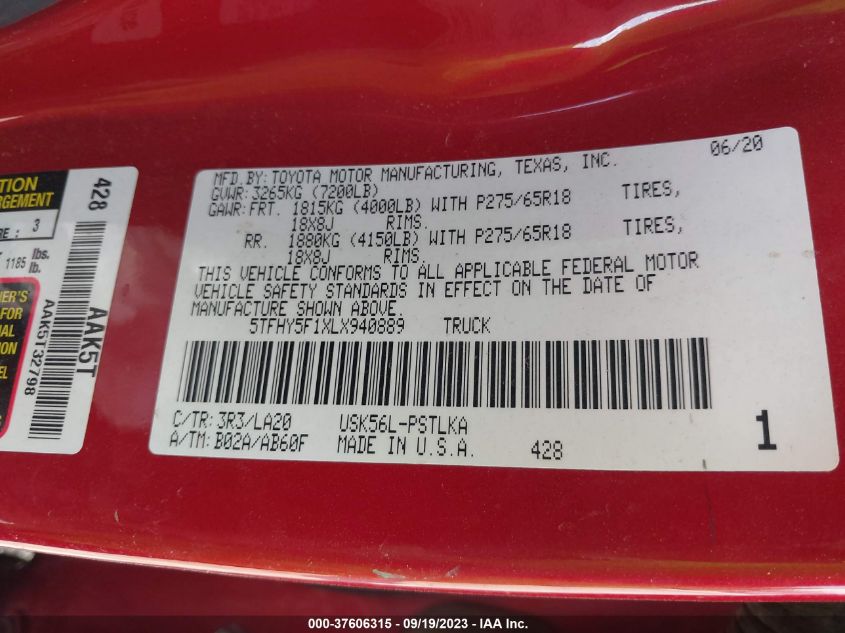 MFD.BY: TOYOTA MOTOR MANUFACTURING, TEXAS, INC. 06/20
GVWR: 3265KG (7200LB)
GAWR: FRT. 1815KG (4000LB) WITH P275/65R18 TIRES,
18X8J RIMS.
RR. 1880KG (4150LB) WITH P275/65R18 TIRES,
18X8J RIMS.
THIS VEHICLE CONFORMS TO ALL APPLICABLE FEDERAL MOTOR
VEHICLE SAFETY STANDARDS IN EFFECT ON THE DATE OF
MANUFACTURE SHOWN ABOVE.
5TFHY5F1XLX940889 TRUCK
C/TR: 3R3/LA20 USK56L-PSTLKA
A/TM: B02A/AB60F MADE IN U.S.A. 428 1
428
AAK5T
AAK5T32798
3
1185 lbs.
lb.
000-37606315 - 09/19/2023 - IAA Inc.